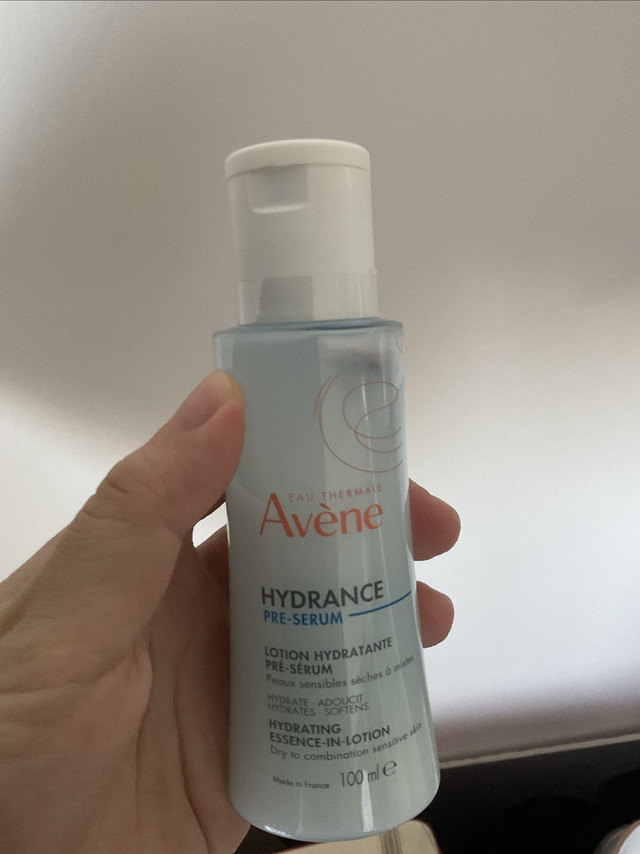 EAU THERMALE
Avène
HYDRANCE
PRE-SERUM
LOTION HYDRATANTE
PRÉ-SÉRUM
Peaux sensibles sèches à mixtes
HYDRATE - ADOUCIT
HYDRATES - SOFTENS
HYDRATING
ESSENCE-IN-LOTION
Dry to combination sensitive skin
Made in France 100 ml ℮